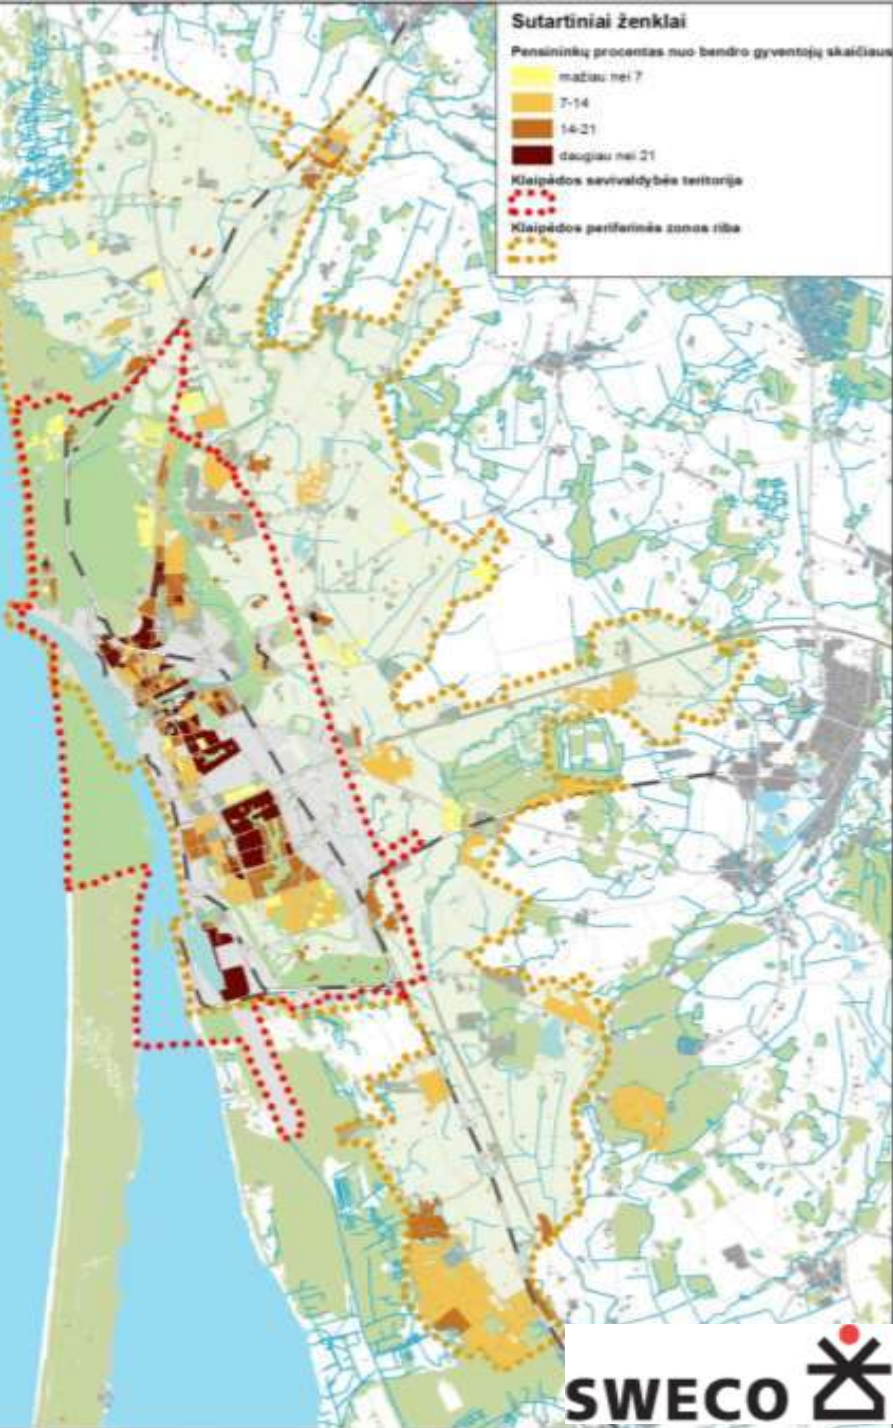 Sutartiniai ženklai
Pensininkų procentas nuo bendro gyventojų skaičiaus
mažiau nei 7
7-14
14-21
daugiau nei 21
Klaipėdos savivaldybės teritorija
Klaipėdos periferinės zonos riba
SWECO